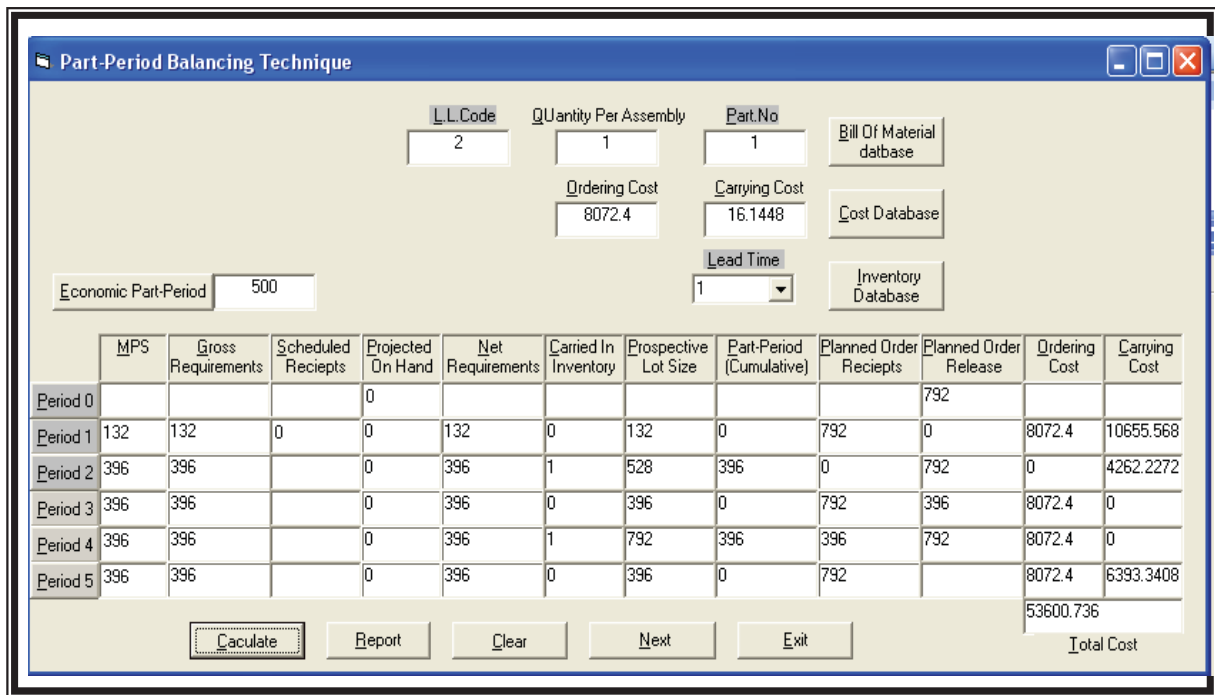 Part-Period Balancing Technique
L.L.Code QUantity Per Assembly Part.No
2 1 1
Bill Of Material
datbase
Ordering Cost Carrying Cost
8072.4 16.1448
Cost Database
Lead Time
1
Inventory
Database
Economic Part-Period 500
MPS Gross Scheduled Projected Net Carried In Prospective Part-Period Planned Order Planned Order Ordering Carrying
Requirements Reciepts On Hand Requirements Inventory Lot Size (Cumulative) Reciepts Release Cost Cost
Period 0 0 792
Period 1 132 132 0 0 132 0 132 0 792 0 8072.4 10655.568
Period 2 396 396 0 396 1 528 396 0 792 0 4262.2272
Period 3 396 396 0 396 0 396 0 792 396 8072.4 0
Period 4 396 396 0 396 1 792 396 396 792 8072.4 0
Period 5 396 396 0 396 0 396 0 792 8072.4 6393.3408
53600.736
Caculate Report Clear Next Exit Total Cost